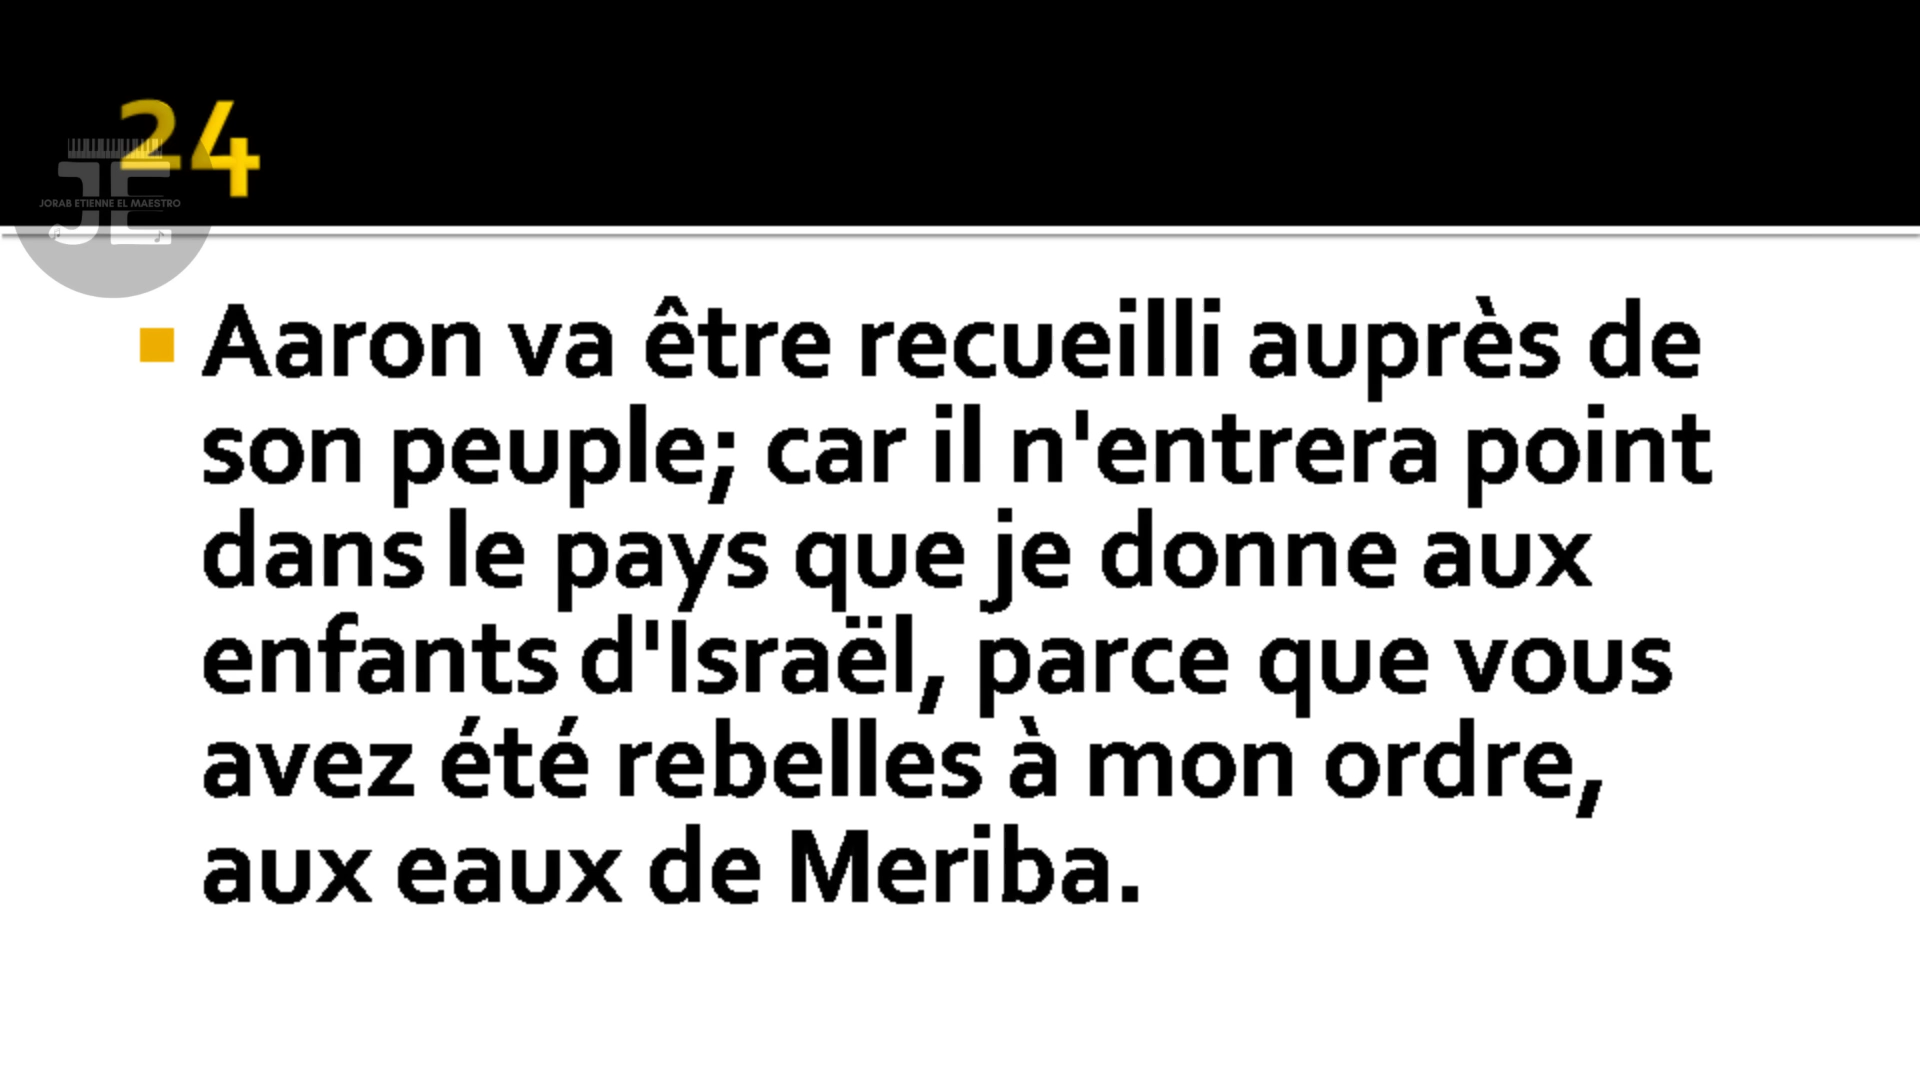 24
JE
JORAB ETIENNE EL MAESTRO
Aaron va être recueilli auprès de
son peuple; car il n'entrera point
dans le pays que je donne aux
enfants d'Israël, parce que vous
avez été rebelles à mon ordre,
aux eaux de Meriba.